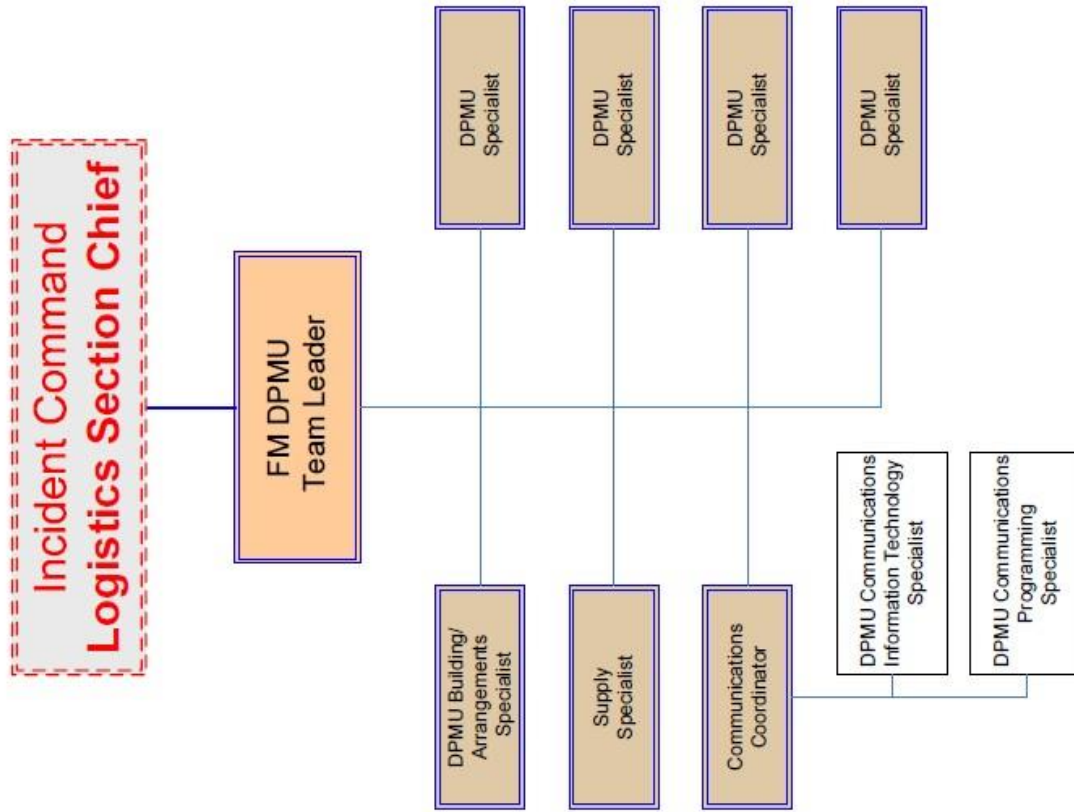 Incident Command
Logistics Section Chief
FM DPMU
Team Leader
DPMU Building/
Arrangements
Specialist
DPMU
Specialist
Supply
Specialist
DPMU
Specialist
Communications
Coordinator
DPMU
Specialist
DPMU
Specialist
DPMU Communications
Information Technology
Specialist
DPMU Communications
Programming
Specialist